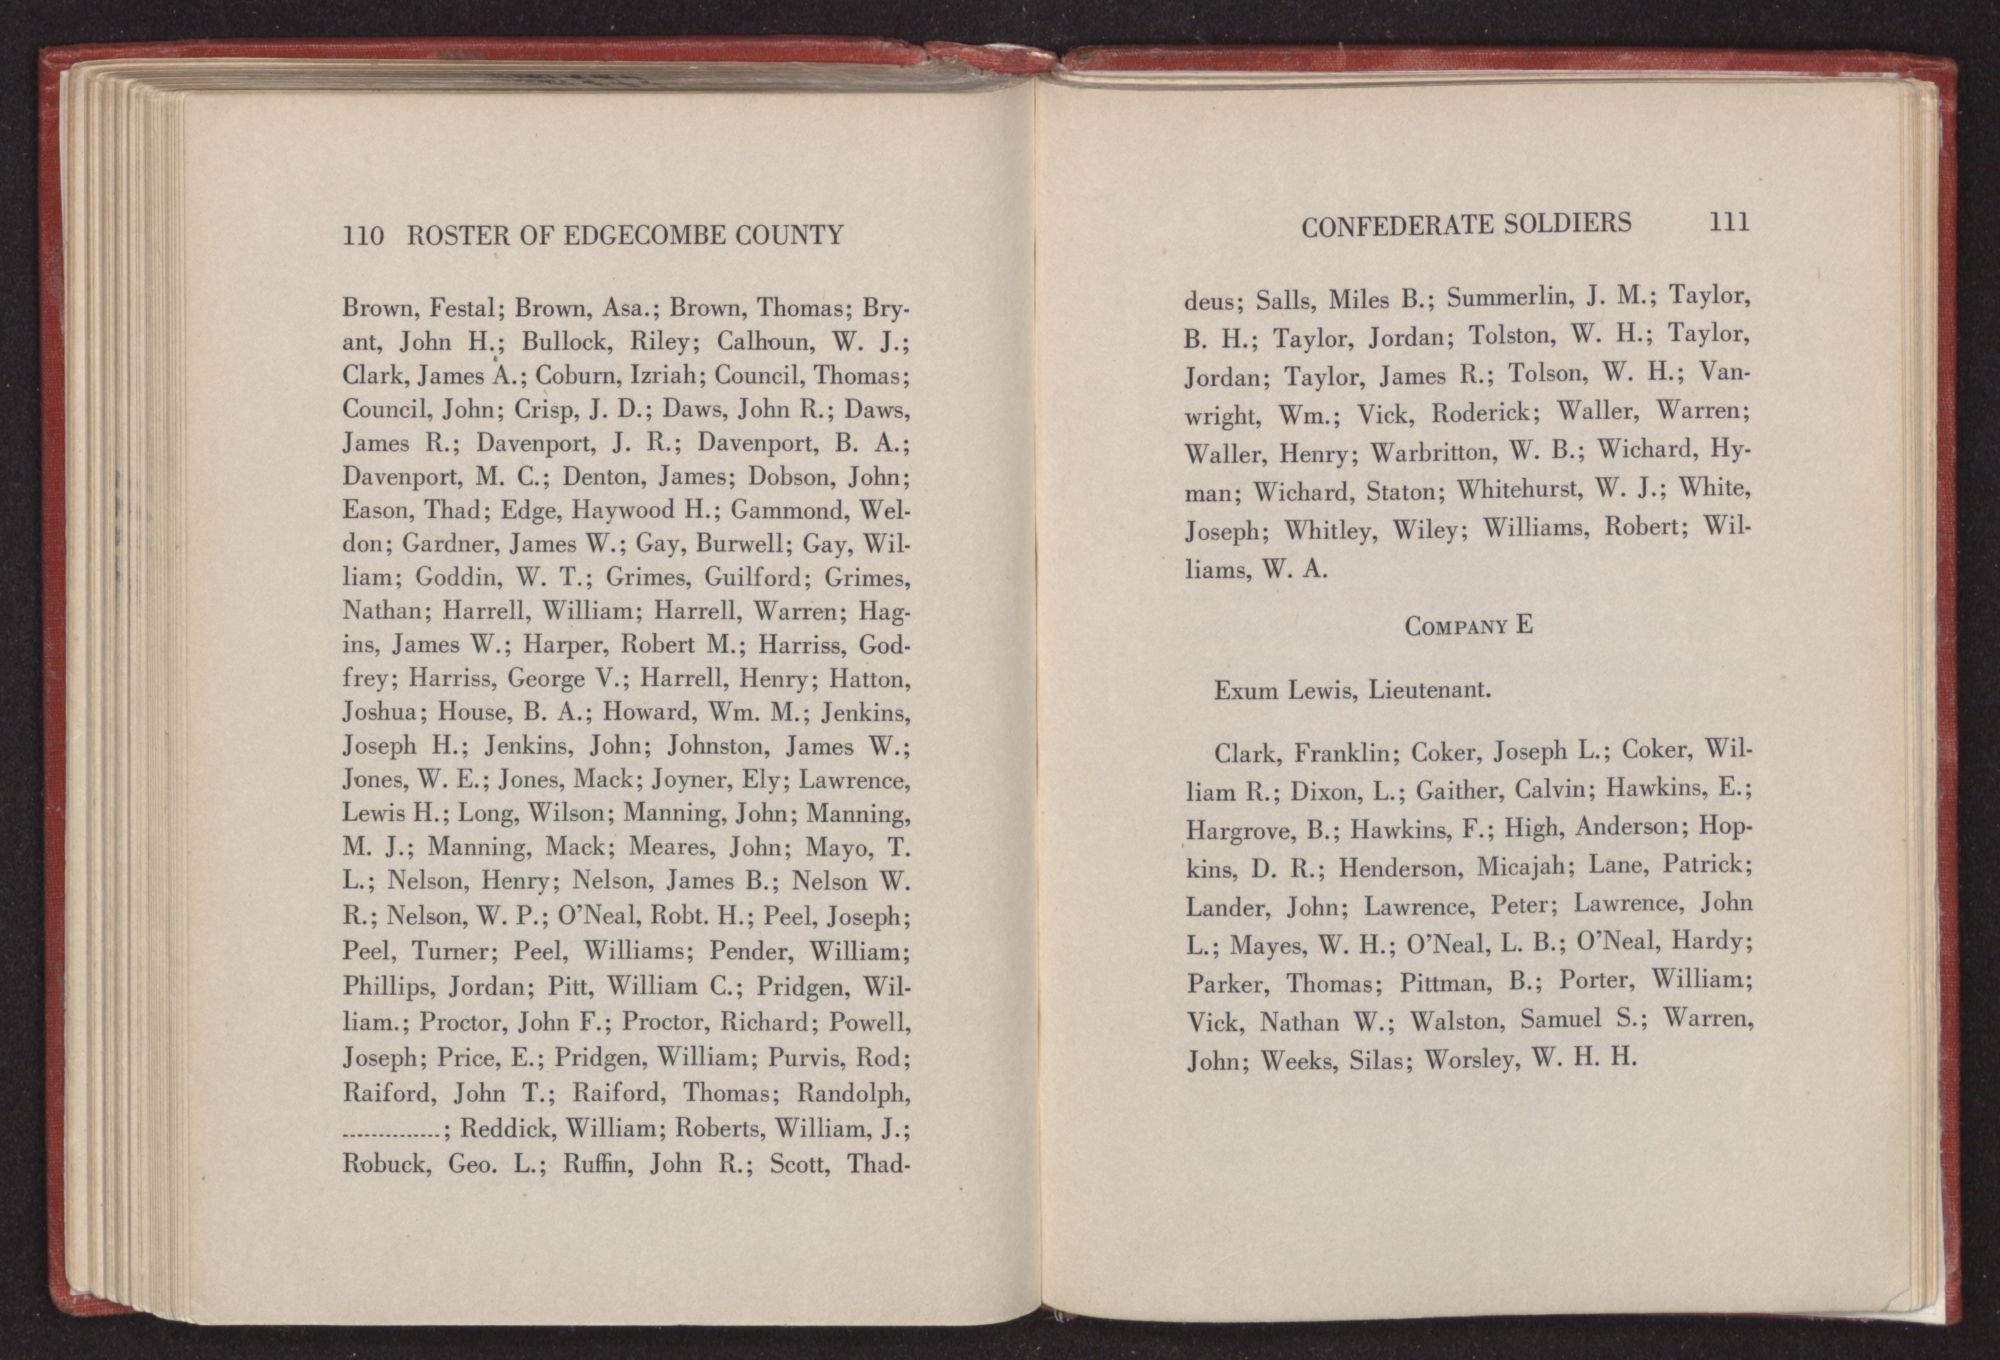 110 ROSTER OF EDGECOMBE COUNTY
Brown, Festal; Brown, Asa.; Brown, Thomas; Bry-
ant, John H.; Bullock, Riley; Calhoun, W. J.;
Clark, James A.; Coburn, Izriah; Council, Thomas;
Council, John; Crisp, J. D.; Daws, John R.; Daws,
James R.; Davenport, J. R.; Davenport, B. A.;
Davenport, M. C.; Denton, James; Dobson, John;
Eason, Thad; Edge, Haywood H.; Gammond, Wel-
don; Gardner, James W.; Gay, Burwell; Gay, Wil-
liam; Goddin, W. T.; Grimes, Guilford; Grimes,
Nathan; Harrell, William; Harrell, Warren; Hag-
ins, James W.; Harper, Robert M.; Harriss, God-
frey; Harriss, George V.; Harrell, Henry; Hatton,
Joshua; House, B. A.; Howard, Wm. M.; Jenkins,
Joseph H.; Jenkins, John; Johnston, James W.;
Jones, W. E.; Jones, Mack; Joyner, Ely; Lawrence,
Lewis H.; Long, Wilson; Manning, John; Manning,
M. J.; Manning, Mack; Meares, John; Mayo, T.
L.; Nelson, Henry; Nelson, James B.; Nelson W.
R.; Nelson, W. P.; O'Neal, Robt. H.; Peel, Joseph;
Peel, Turner; Peel, Williams; Pender, William;
Phillips, Jordan; Pitt, William C.; Pridgen, Wil-
liam.; Proctor, John F.; Proctor, Richard; Powell,
Joseph; Price, E.; Pridgen, William; Purvis, Rod;
Raiford, John T.; Raiford, Thomas; Randolph,
..............; Reddick, William; Roberts, William, J.;
Robuck, Geo. L.; Ruffin, John R.; Scott, Thad-
CONFEDERATE SOLDIERS 111
deus; Salls, Miles B.; Summerlin, J. M.; Taylor,
B. H.; Taylor, Jordan; Tolston, W. H.; Taylor,
Jordan; Taylor, James R.; Tolson, W. H.; Van-
wright, Wm.; Vick, Roderick; Waller, Warren;
Waller, Henry; Warbritton, W. B.; Wichard, Hy-
man; Wichard, Staton; Whitehurst, W. J.; White,
Joseph; Whitley, Wiley; Williams, Robert; Wil-
liams, W. A.
COMPANY E
Exum Lewis, Lieutenant.
Clark, Franklin; Coker, Joseph L.; Coker, Wil-
liam R.; Dixon, L.; Gaither, Calvin; Hawkins, E.;
Hargrove, B.; Hawkins, F.; High, Anderson; Hop-
kins, D. R.; Henderson, Micajah; Lane, Patrick;
Lander, John; Lawrence, Peter; Lawrence, John
L.; Mayes, W. H.; O'Neal, L. B.; O'Neal, Hardy;
Parker, Thomas; Pittman, B.; Porter, William;
Vick, Nathan W.; Walston, Samuel S.; Warren,
John; Weeks, Silas; Worsley, W. H. H.